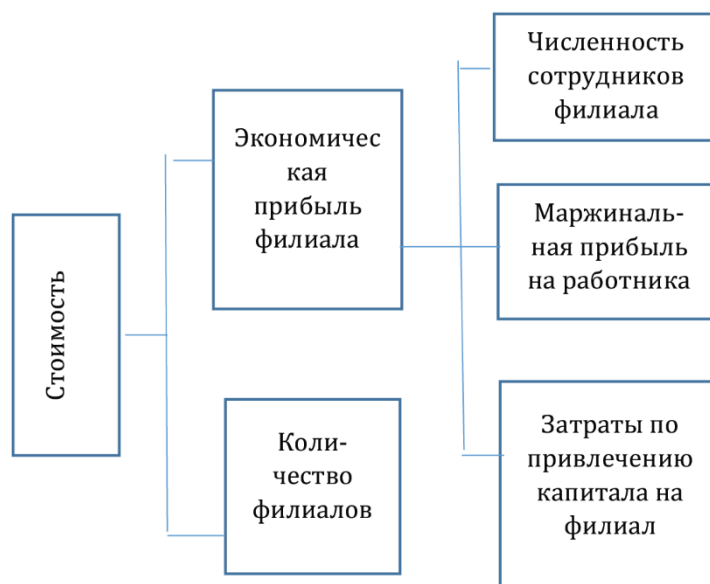 Стоимость
Экономичес
кая
прибыль
филиала
Коли-
чество
филиалов
Численность
сотрудников
филиала
Маржиналь-
ная прибыль
на работника
Затраты по
привлечению
капитала на
филиал